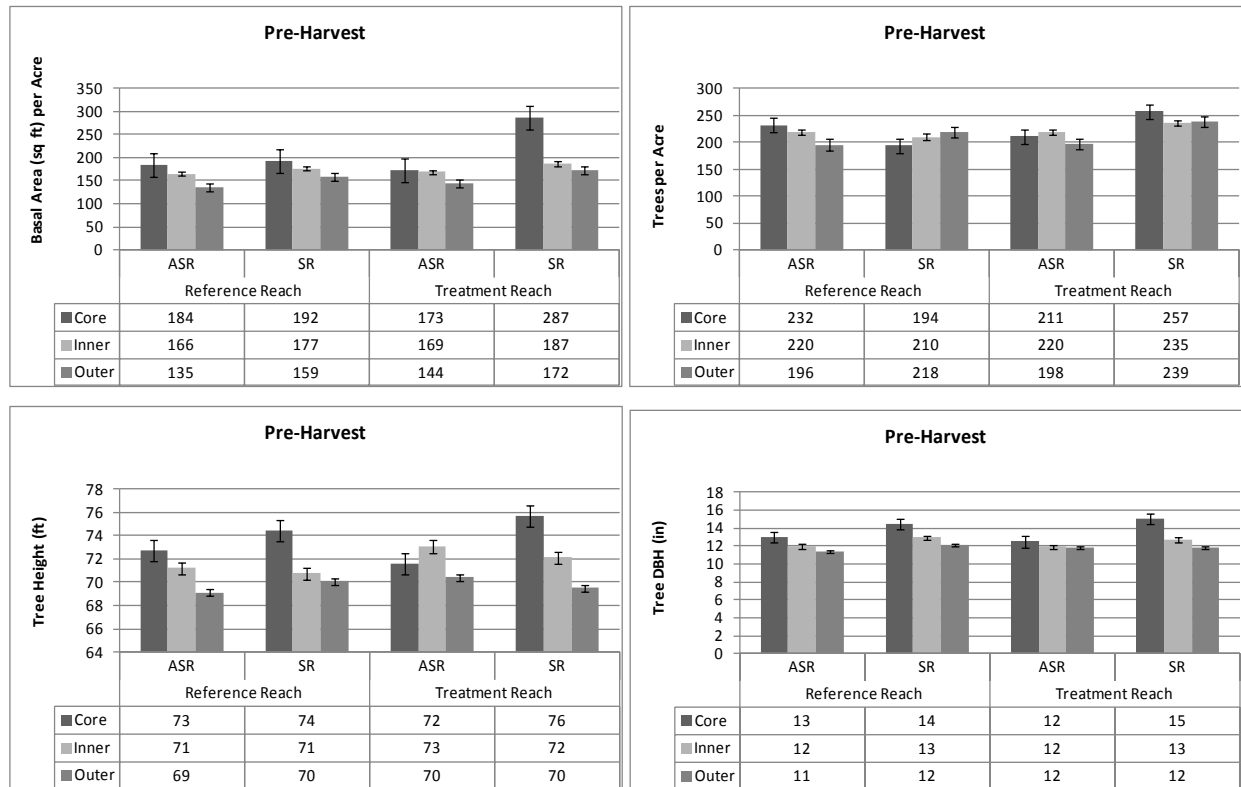 Pre-Harvest
Basal Area (sq ft) per Acre
350
300
250
200
150
100
50
0
ASR SR ASR SR
Reference Reach Treatment Reach
Core 184 192 173 287
Inner 166 177 169 187
Outer 135 159 144 172
Pre-Harvest
Treesper Acre
300
250
200
150
100
50
0
ASR SR ASR SR
Reference Reach Treatment Reach
Core 232 194 211 257
Inner 220 210 220 235
Outer 196 218 198 239
Pre-Harvest
Tree Height (ft)
78
76
74
72
70
68
66
64
ASR SR ASR SR
Reference Reach Treatment Reach
Core 73 74 72 76
Inner 71 71 73 72
Outer 69 70 70 70
Pre-Harvest
Tree DBH (in)
18
16
14
12
10
8
6
4
2
0
ASR SR ASR SR
Reference Reach Treatment Reach
Core 13 14 12 15
Inner 12 13 12 13
Outer 11 12 12 12